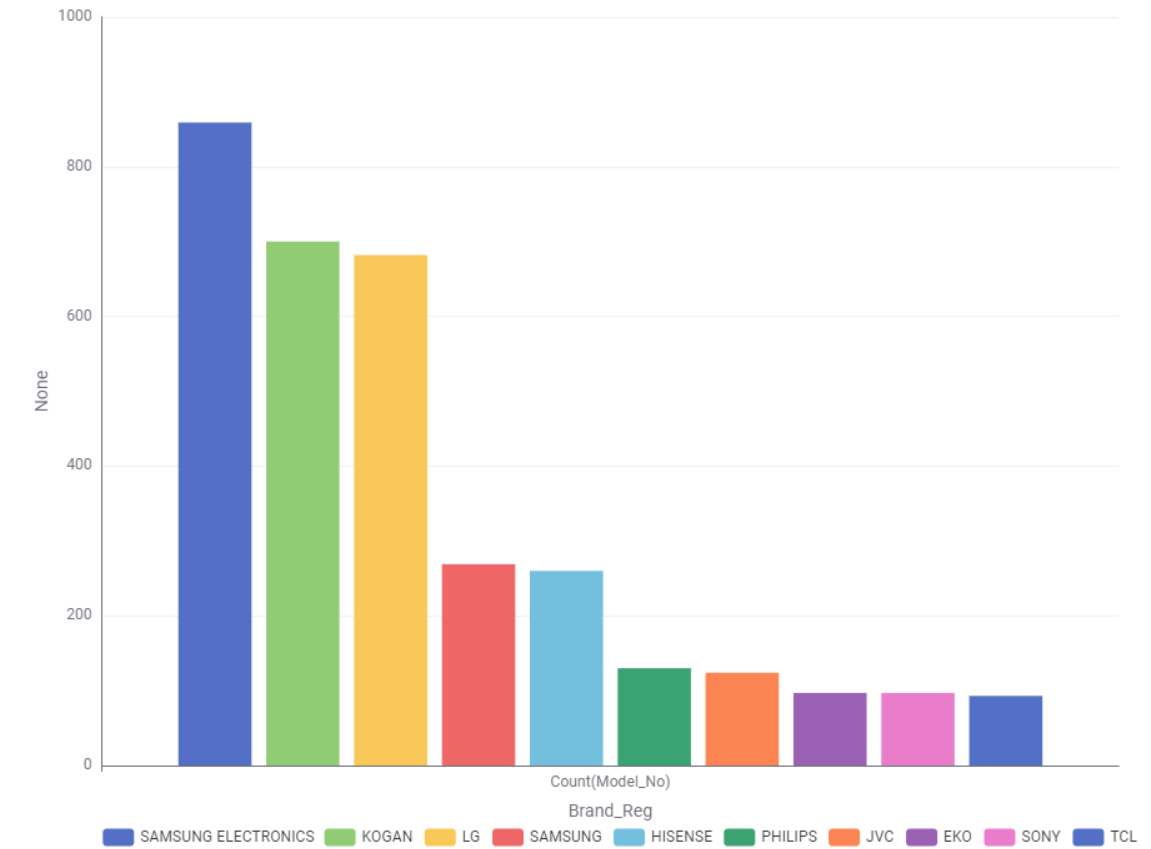 1000
800
600
400
200
0
None
Count(Model_No)
Brand_Reg
SAMSUNG ELECTRONICS KOGAN LG SAMSUNG HISENSE PHILIPS JVC EKO SONY TCL